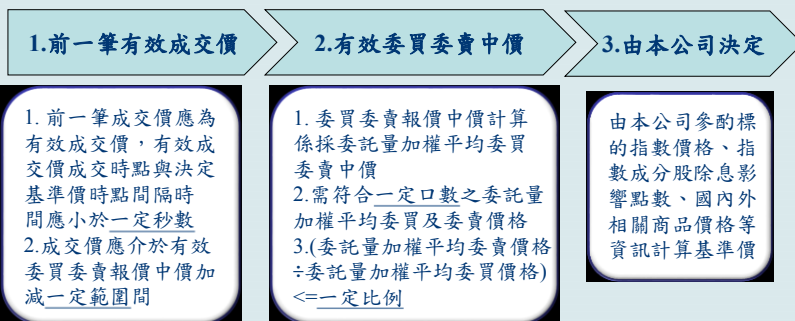 1.前一筆有效成交價
2.有效委買委賣中價
3.由本公司決定
1. 前一筆成交價應為
有效成交價，有效成
交價成交時點與決定
基準價時點間隔時
間應小於一定秒數
2.成交價應介於有效
委買委賣報價中價加
減一定範圍間
1. 委買委賣報價中價計算
係採委託量加權平均委買
委賣中價
2.需符合一定口數之委託量
加權平均委買及委賣價格
3.(委託量加權平均委賣價格
÷委託量加權平均委買價格)
<=一定比例
由本公司參酌標
的指數價格、指
數成分股除息影
響點數、國內外
相關商品價格等
資訊計算基準價